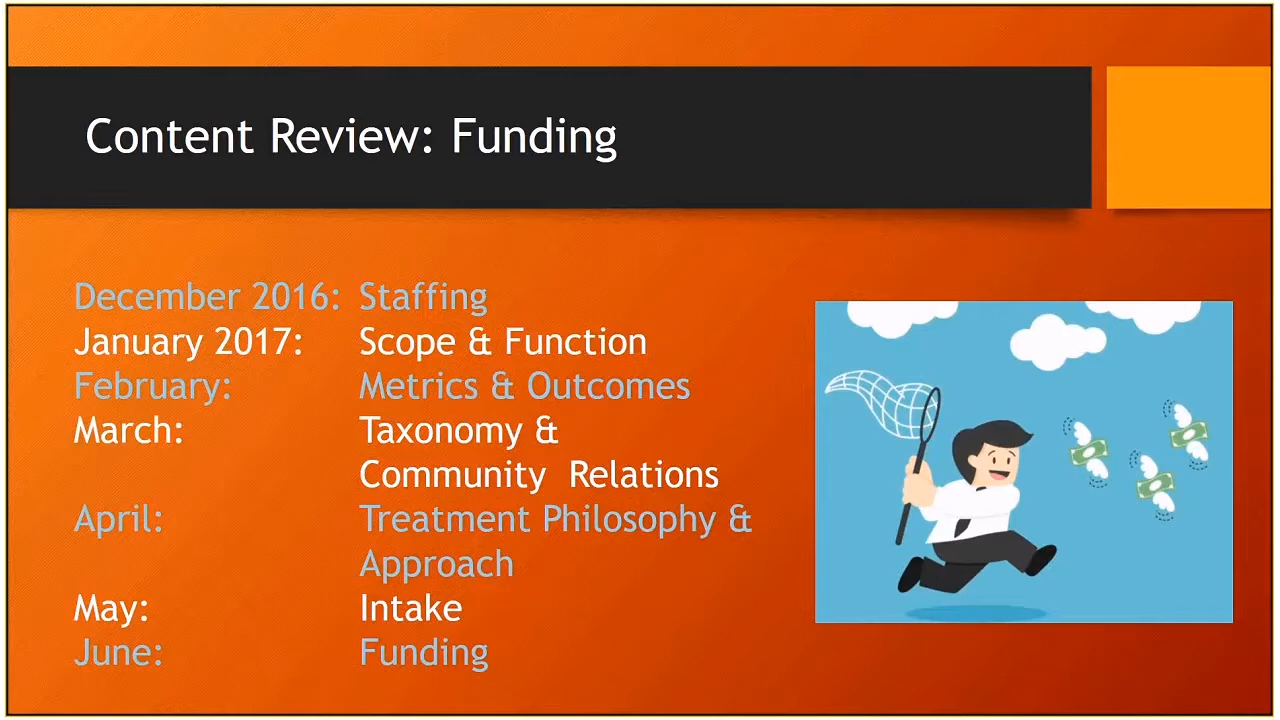 Content Review: Funding
December 2016: Staffing
January 2017: Scope & Function
February: Metrics & Outcomes
March: Taxonomy &
Community Relations
April: Treatment Philosophy &
Approach
May: Intake
June: Funding